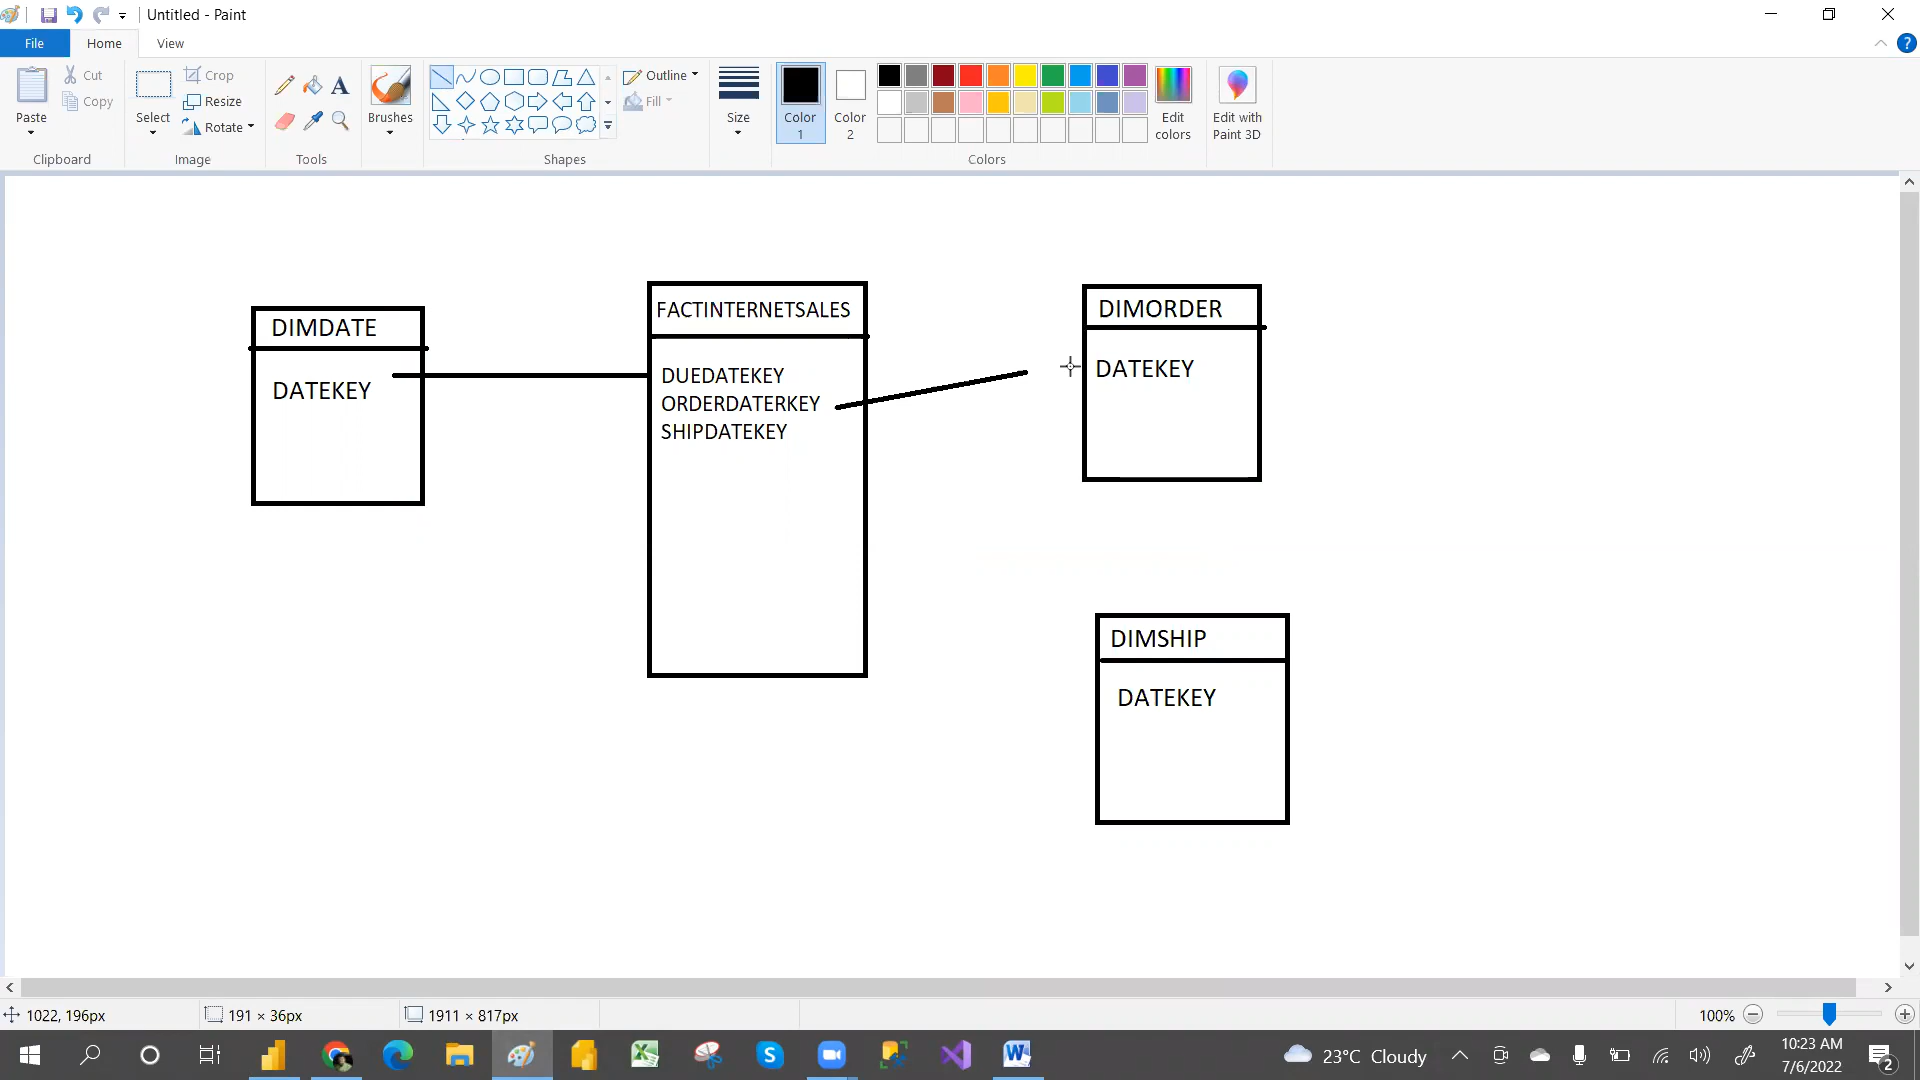 Untitled - Paint
File
Home
View
Paste
Cut
Copy
Clipboard
Select
Crop
Resize
Rotate
Image
A
Tools
Brushes
Outline
Fill
Shapes
Size
Color
1
Color
2
Edit
colors
Colors
Edit with
Paint 3D
DIMDATE
DATEKEY
FACTINTERNETSALES
DUEDATEKEY
ORDERDATERKEY
SHIPDATEKEY
DIMORDER
DATEKEY
DIMSHIP
DATEKEY
1022, 196px
191 × 36px
1911 × 817px
100%
23°C Cloudy
10:23 AM
7/6/2022
2